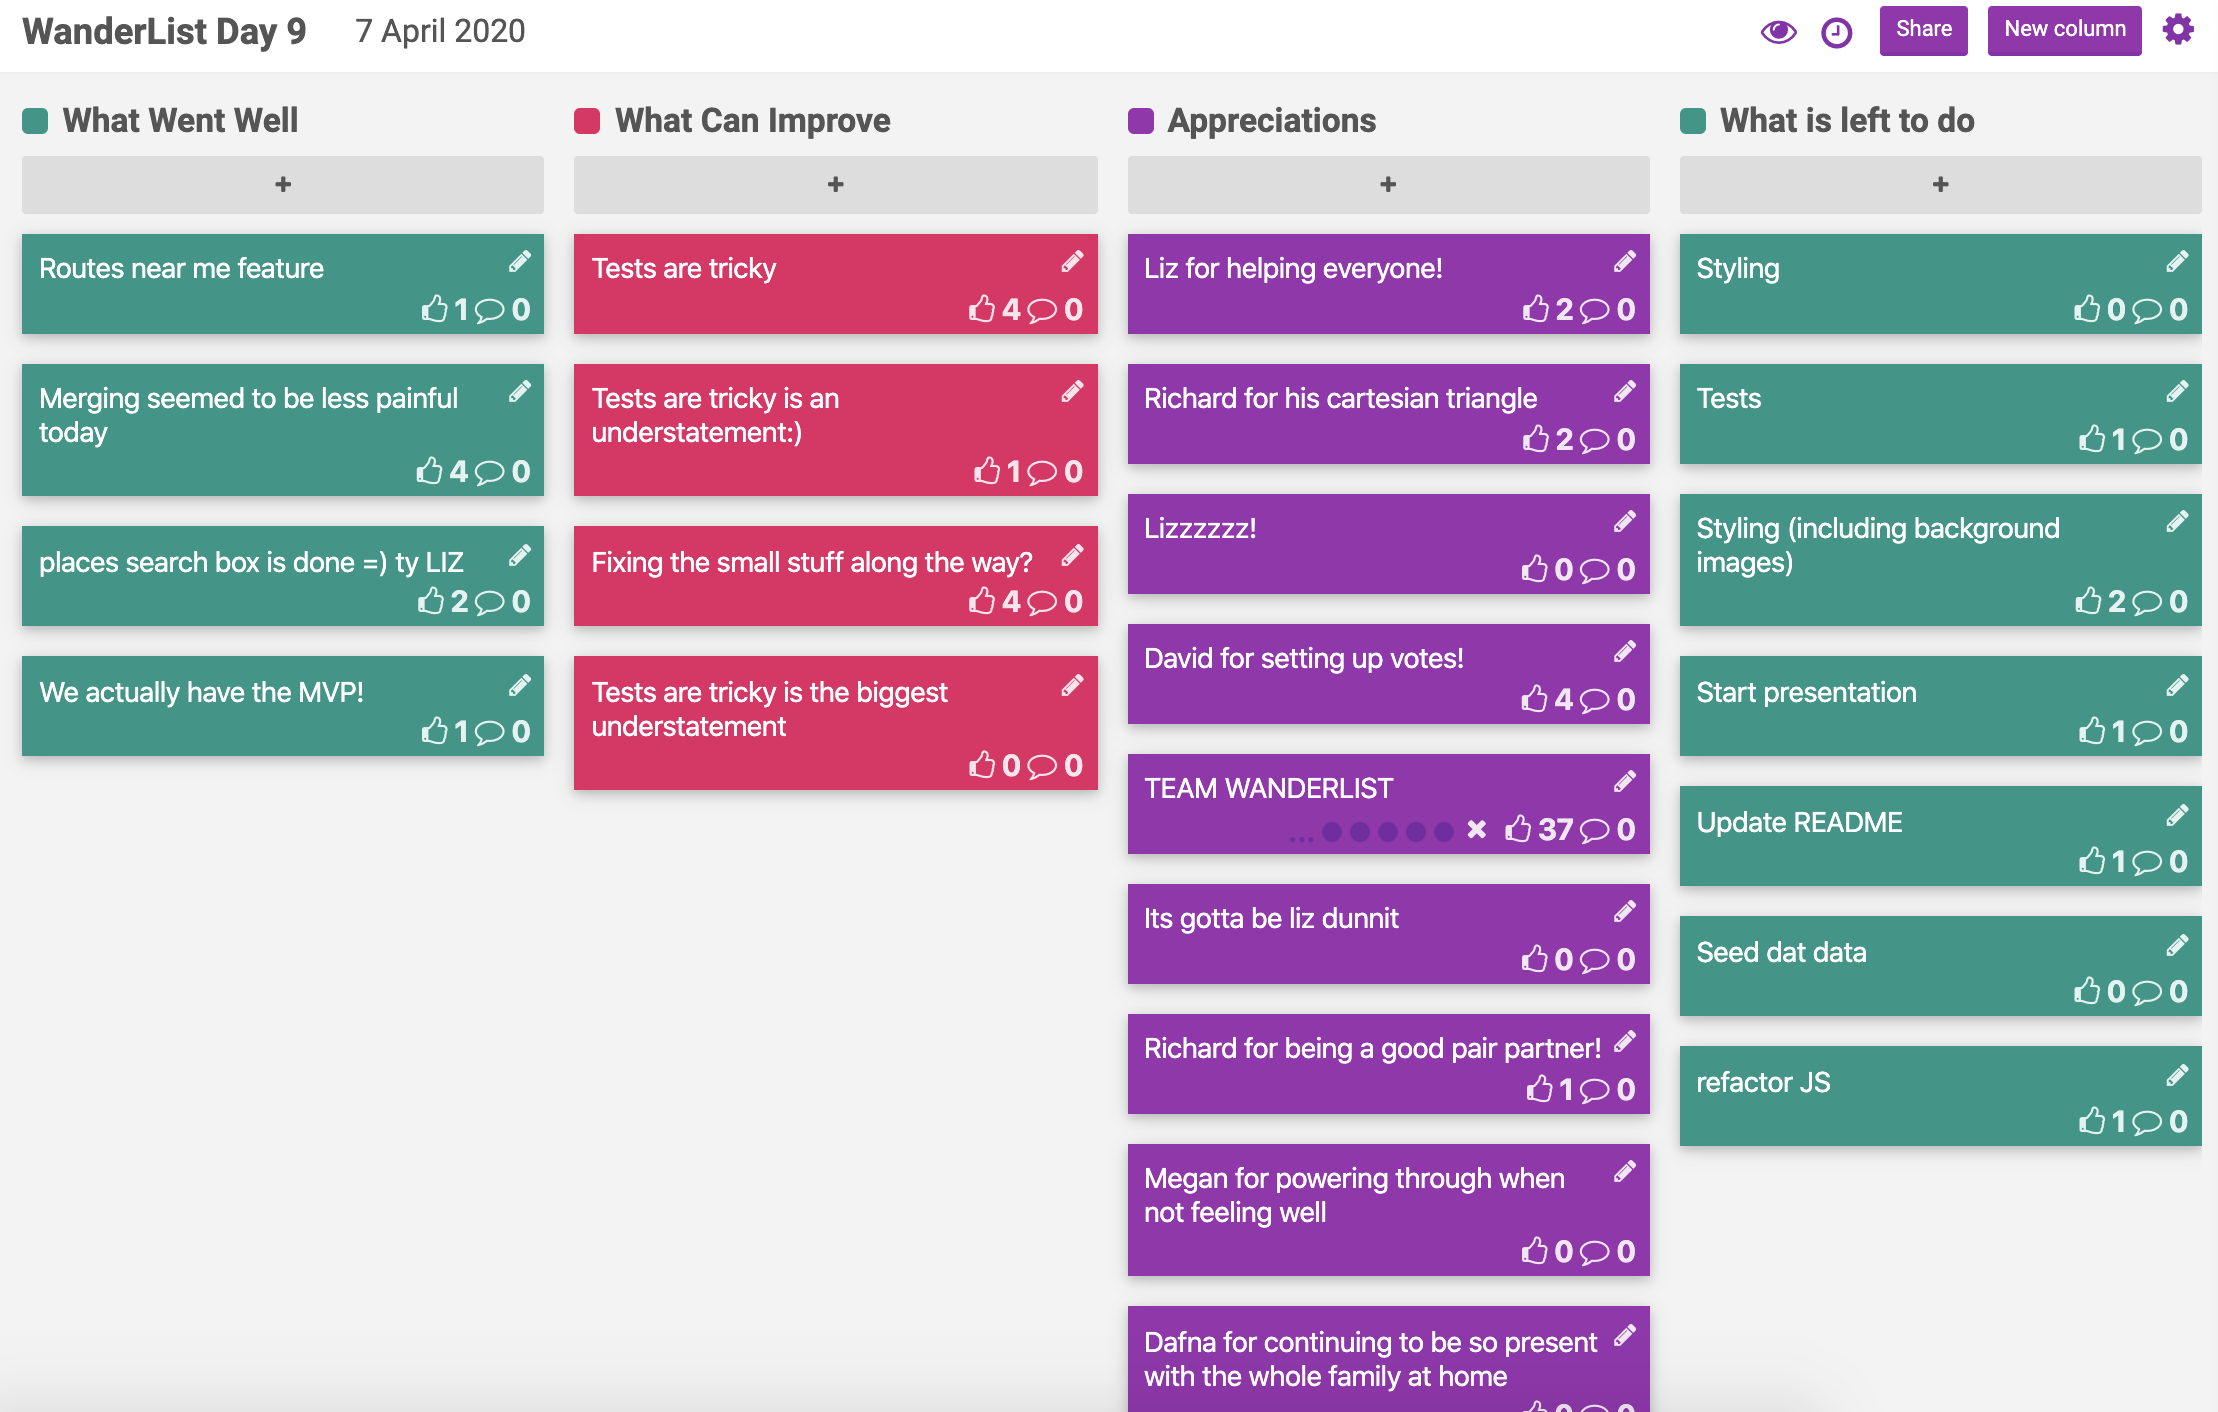 WanderList Day 9
7 April 2020
Share
New column
What Went Well
+
Routes near me feature
1 0
Merging seemed to be less painful
today
4 0
places search box is done =) ty LIZ
2 0
We actually have the MVP!
1 0
What Can Improve
+
Tests are tricky
4 0
Tests are tricky is an
understatement:)
1 0
Fixing the small stuff along the way?
4 0
Tests are tricky is the biggest
understatement
0 0
Appreciations
+
Liz for helping everyone!
2 0
Richard for his cartesian triangle
2 0
Lizzzzzz!
0 0
David for setting up votes!
4 0
TEAM WANDERLIST
... 37 0
Its gotta be liz dunnit
0 0
Richard for being a good pair partner!
1 0
Megan for powering through when
not feeling well
0 0
Dafna for continuing to be so present
with the whole family at home
What is left to do
+
Styling
0 0
Tests
1 0
Styling (including background
images)
2 0
Start presentation
1 0
Update README
1 0
Seed dat data
0 0
refactor JS
1 0